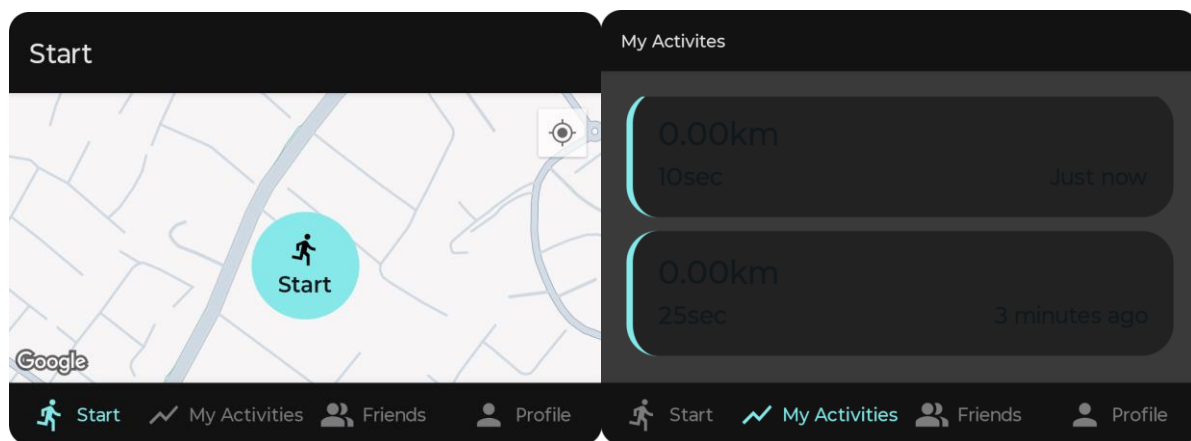 Start
Start
Google
Start My Activities Friends Profile
My Activites
0.00km
10sec Just now
0.00km
25sec 3 minutes ago
Start My Activities Friends Profile